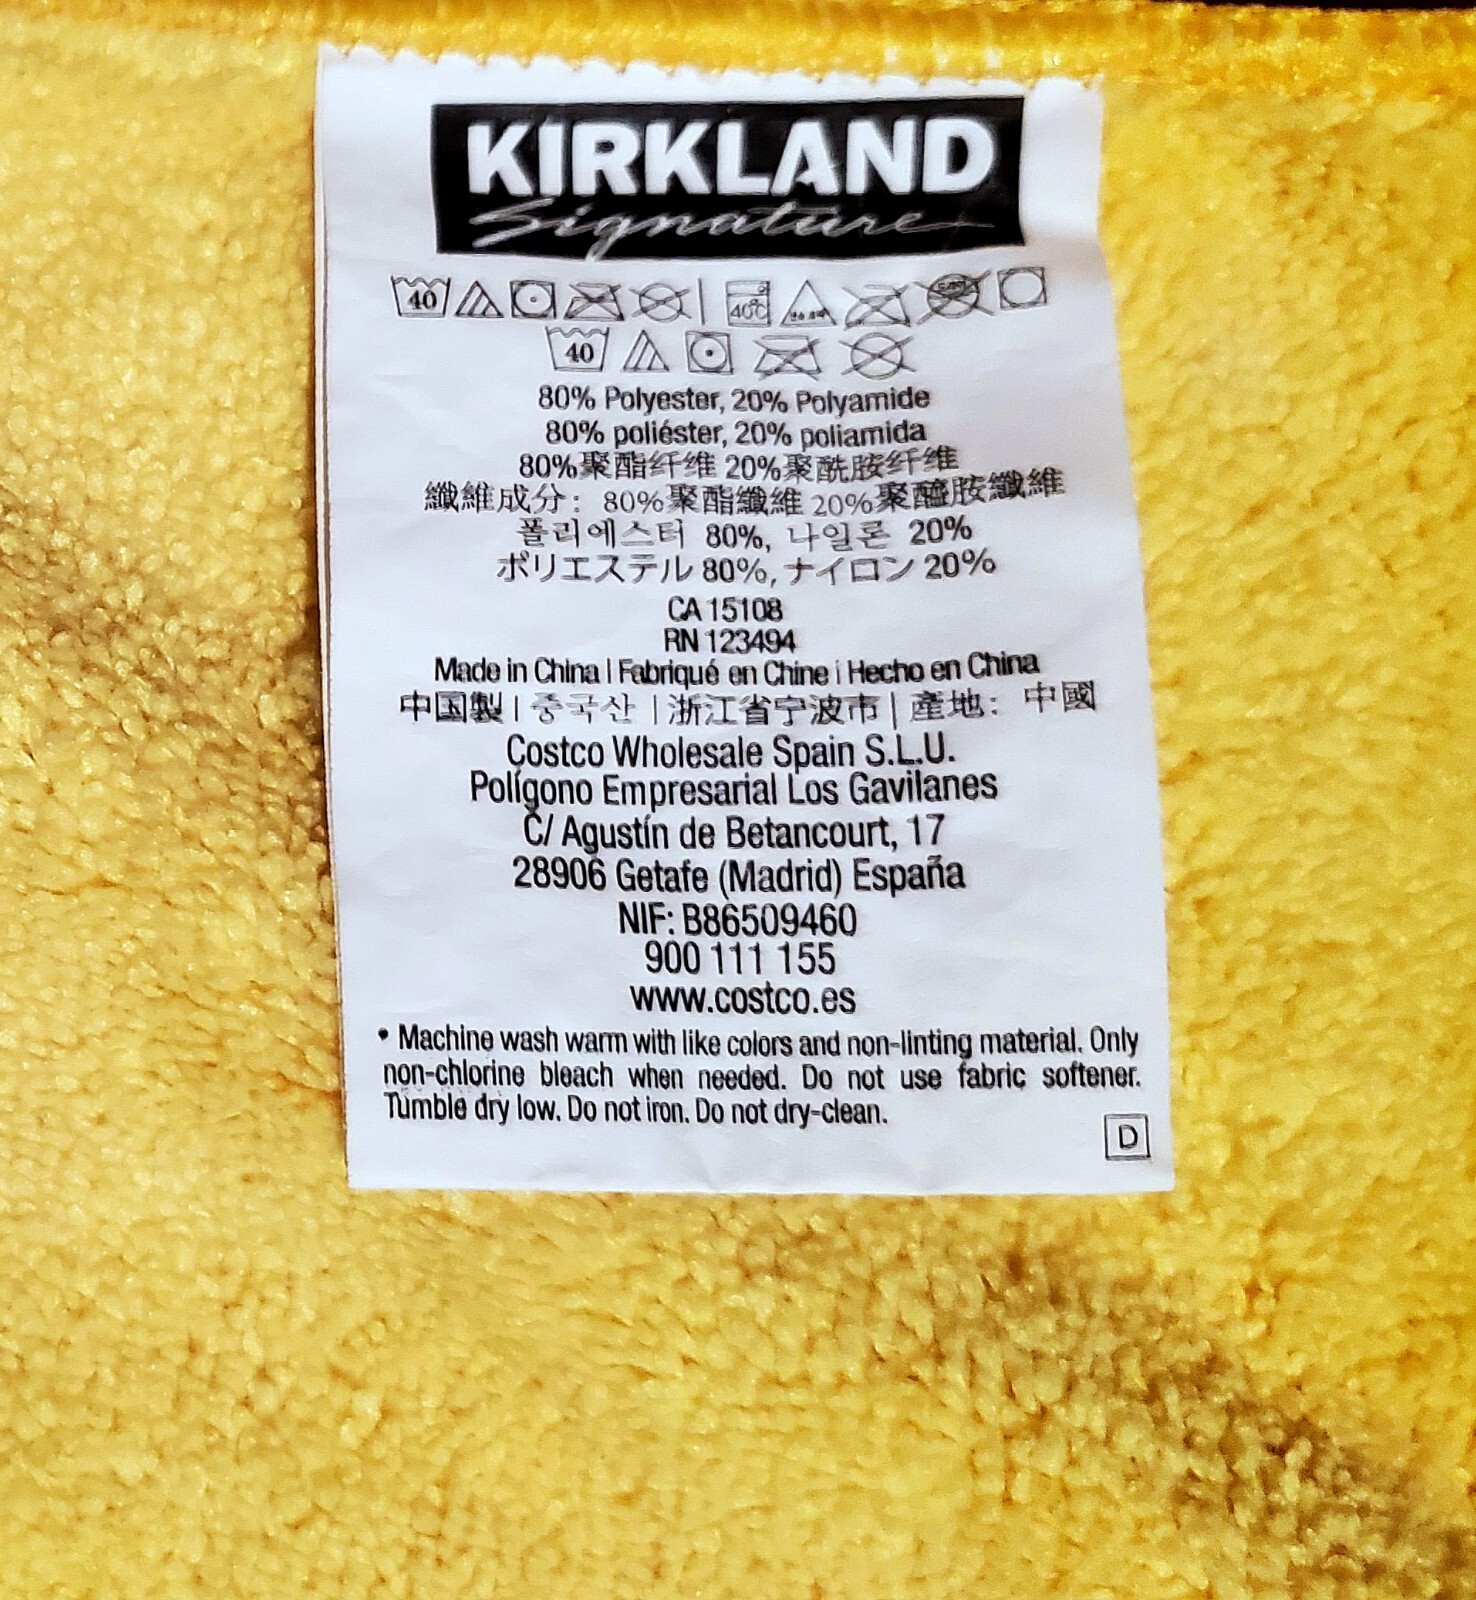 KIRKLAND
Signature
40 40℃
40
80% Polyester, 20% Polyamide
80% poliéster, 20% poliamida
80%聚酯纤维 20%聚酰胺纤维
纖維成分: 80%聚酯纖維 20%聚醯胺纖維
폴리에스터 80%, 나일론 20%
ポリエステル 80%, ナイロン 20%
CA 15108
RN 123494
Made in China | Fabriqué en Chine | Hecho en China
中国製 | 중국산 | 浙江省宁波市 | 產地: 中國
Costco Wholesale Spain S.L.U.
Polígono Empresarial Los Gavilanes
C/ Agustín de Betancourt, 17
28906 Getafe (Madrid) España
NIF: B86509460
900 111 155
www.costco.es
• Machine wash warm with like colors and non-linting material. Only
non-chlorine bleach when needed. Do not use fabric softener.
Tumble dry low. Do not iron. Do not dry-clean.
D